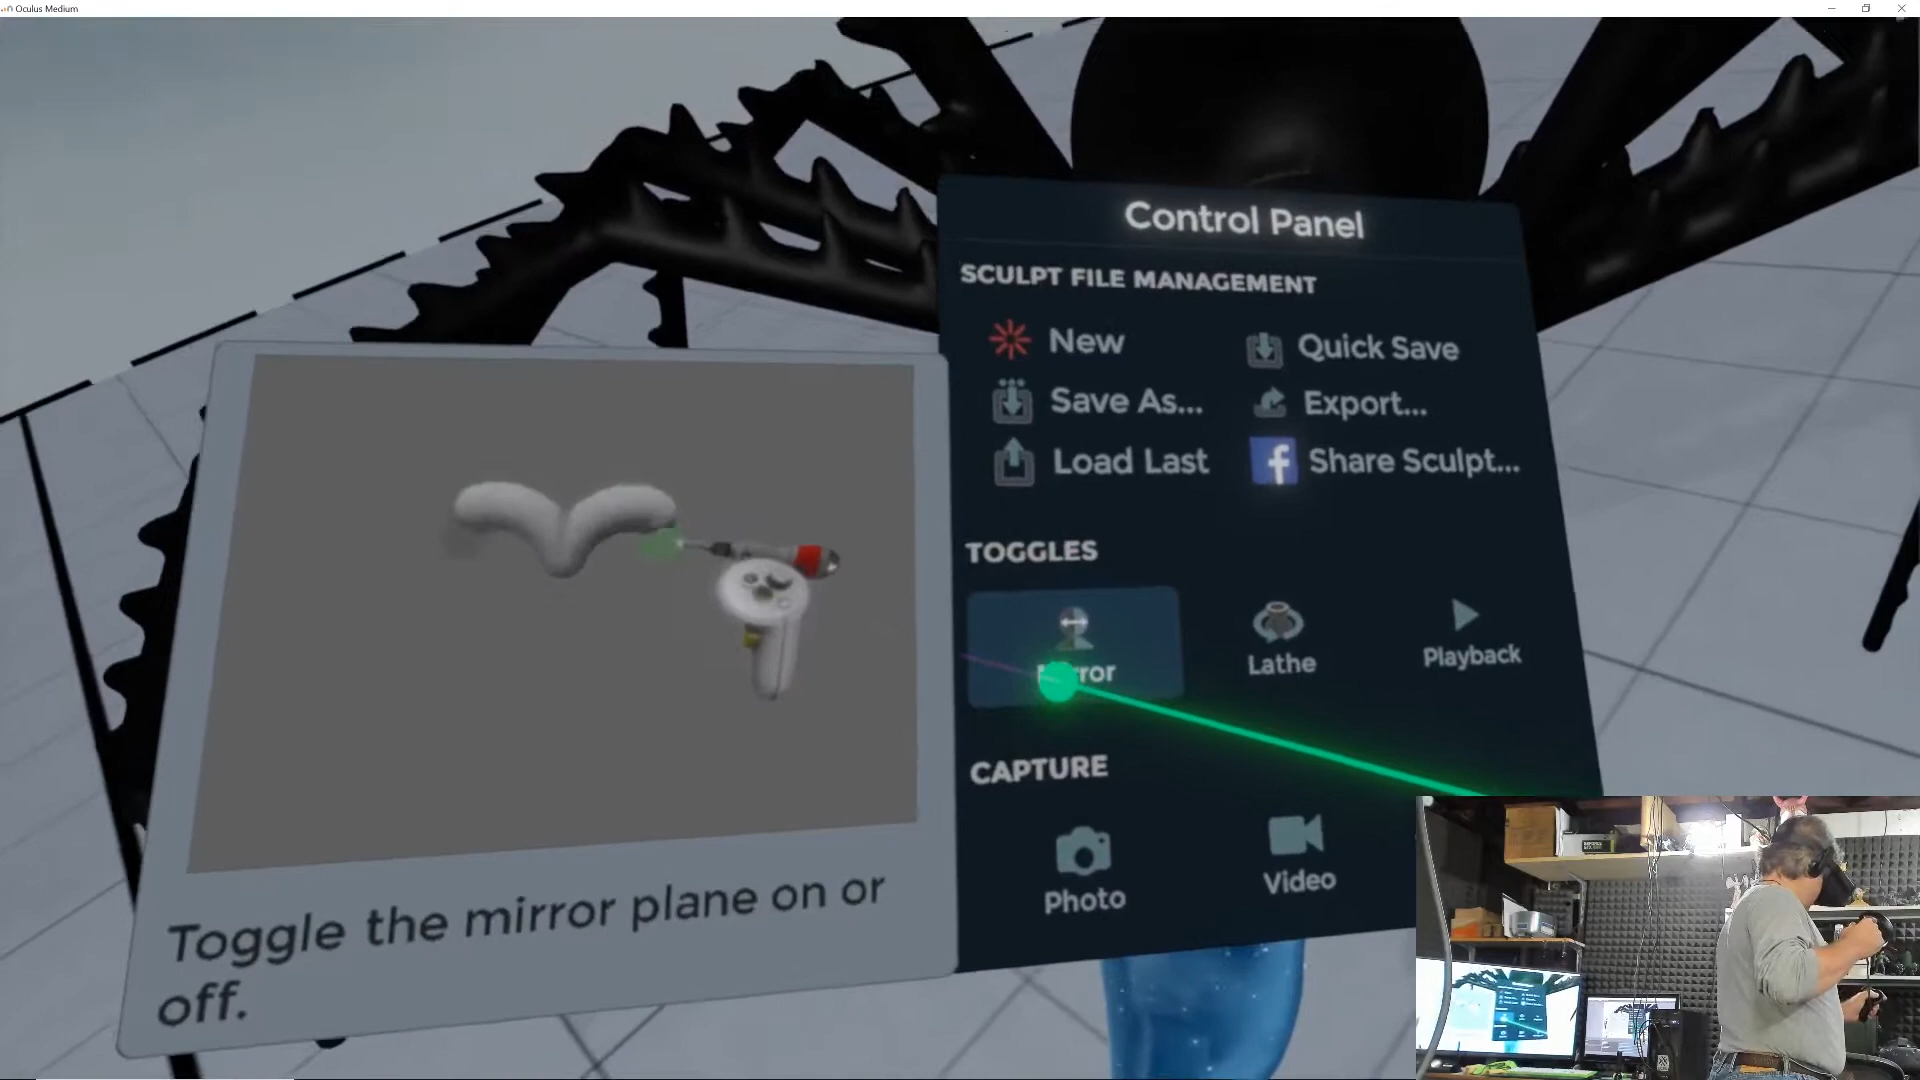 Oculus Medium
Control Panel
SCULPT FILE MANAGEMENT
New
Quick Save
Save As...
Export...
Load Last
f Share Sculpt...
TOGGLES
Mirror
Lathe
Playback
CAPTURE
Photo
Video
Toggle the mirror plane on or
off.